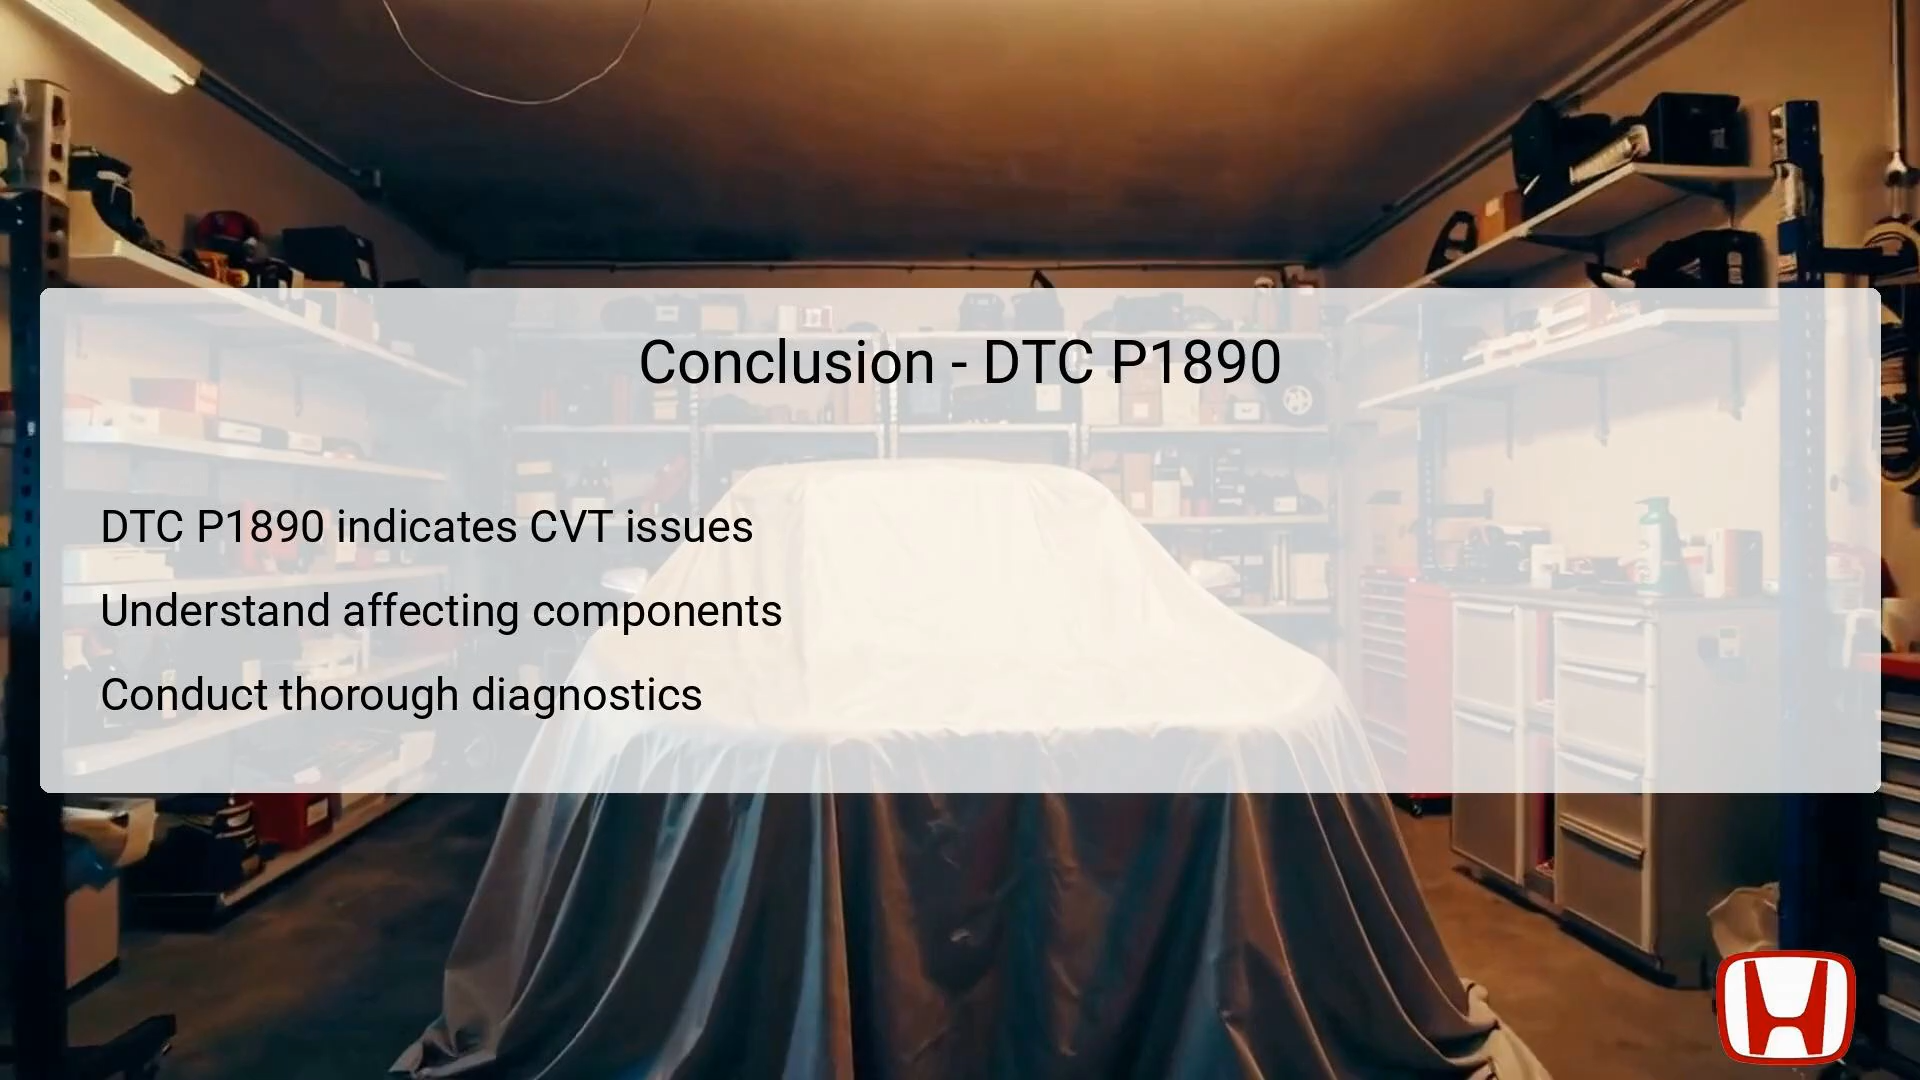 Conclusion - DTC P1890
DTC P1890 indicates CVT issues
Understand affecting components
Conduct thorough diagnostics